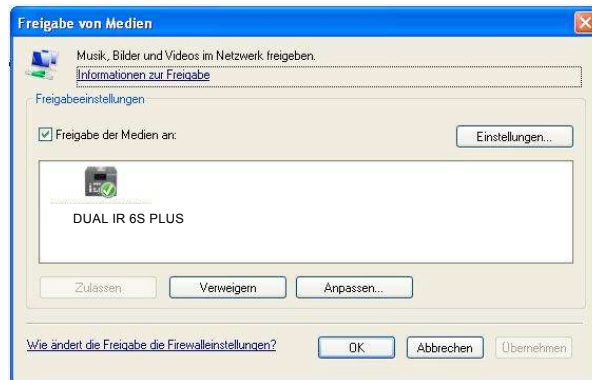 Freigabe von Medien
Musik, Bilder und Videos im Netzwerk freigeben.
Informationen zur Freigabe
Freigabeeinstellungen
Freigabe der Medien an:
Einstellungen...
DUAL IR 6S PLUS
Zulassen
Verweigern
Anpassen...
Wie ändert die Freigabe die Firewalleinstellungen?
OK
Abbrechen
Übernehmen